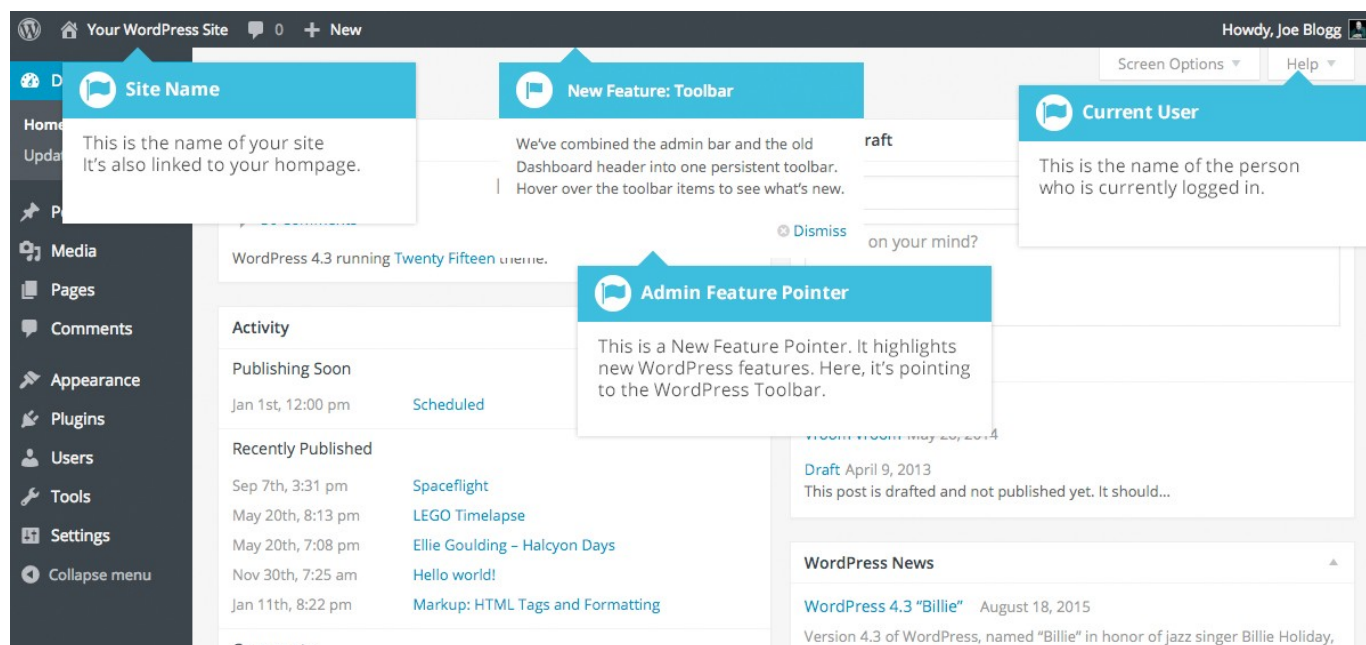 Your WordPress Site 0 + New Howdy, Joe Blogg
Screen Options Help
D
Home
Site Name
This is the name of your site
It's also linked to your hompage.
New Feature: Toolbar
We've combined the admin bar and the old
Dashboard header into one persistent toolbar.
Hover over the toolbar items to see what's new.
Dismiss
Current User
This is the name of the person
who is currently logged in.
raft
on your mind?
WordPress 4.3 running Twenty Fifteen theme.
Admin Feature Pointer
This is a New Feature Pointer. It highlights
new WordPress features. Here, it's pointing
to the WordPress Toolbar.
Media
Pages
Comments
Appearance
Plugins
Users
Tools
Settings
Collapse menu
Activity
Publishing Soon
Jan 1st, 12:00 pm Scheduled
Recently Published
Sep 7th, 3:31 pm Spaceflight
May 20th, 8:13 pm LEGO Timelapse
May 20th, 7:08 pm Ellie Goulding – Halcyon Days
Nov 30th, 7:25 am Hello world!
Jan 11th, 8:22 pm Markup: HTML Tags and Formatting
Draft April 9, 2013
This post is drafted and not published yet. It should...
WordPress News
WordPress 4.3 “Billie” August 18, 2015
Version 4.3 of WordPress, named “Billie” in honor of jazz singer Billie Holiday,